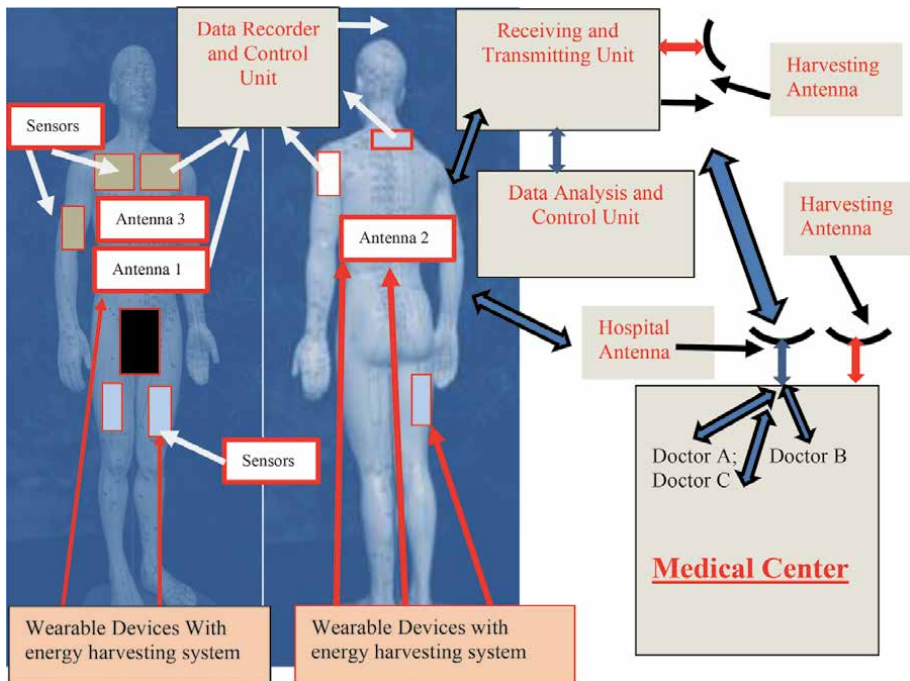 Data Recorder
and Control
Unit
Receiving and
Transmitting Unit
Harvesting
Antenna
Sensors
Antenna 3
Antenna 1
Antenna 2
Data Analysis and
Control Unit
Harvesting
Antenna
Hospital
Antenna
Sensors
Doctor A;
Doctor C
Doctor B
Medical Center
Wearable Devices With
energy harvesting system
Wearable Devices with
energy harvesting system